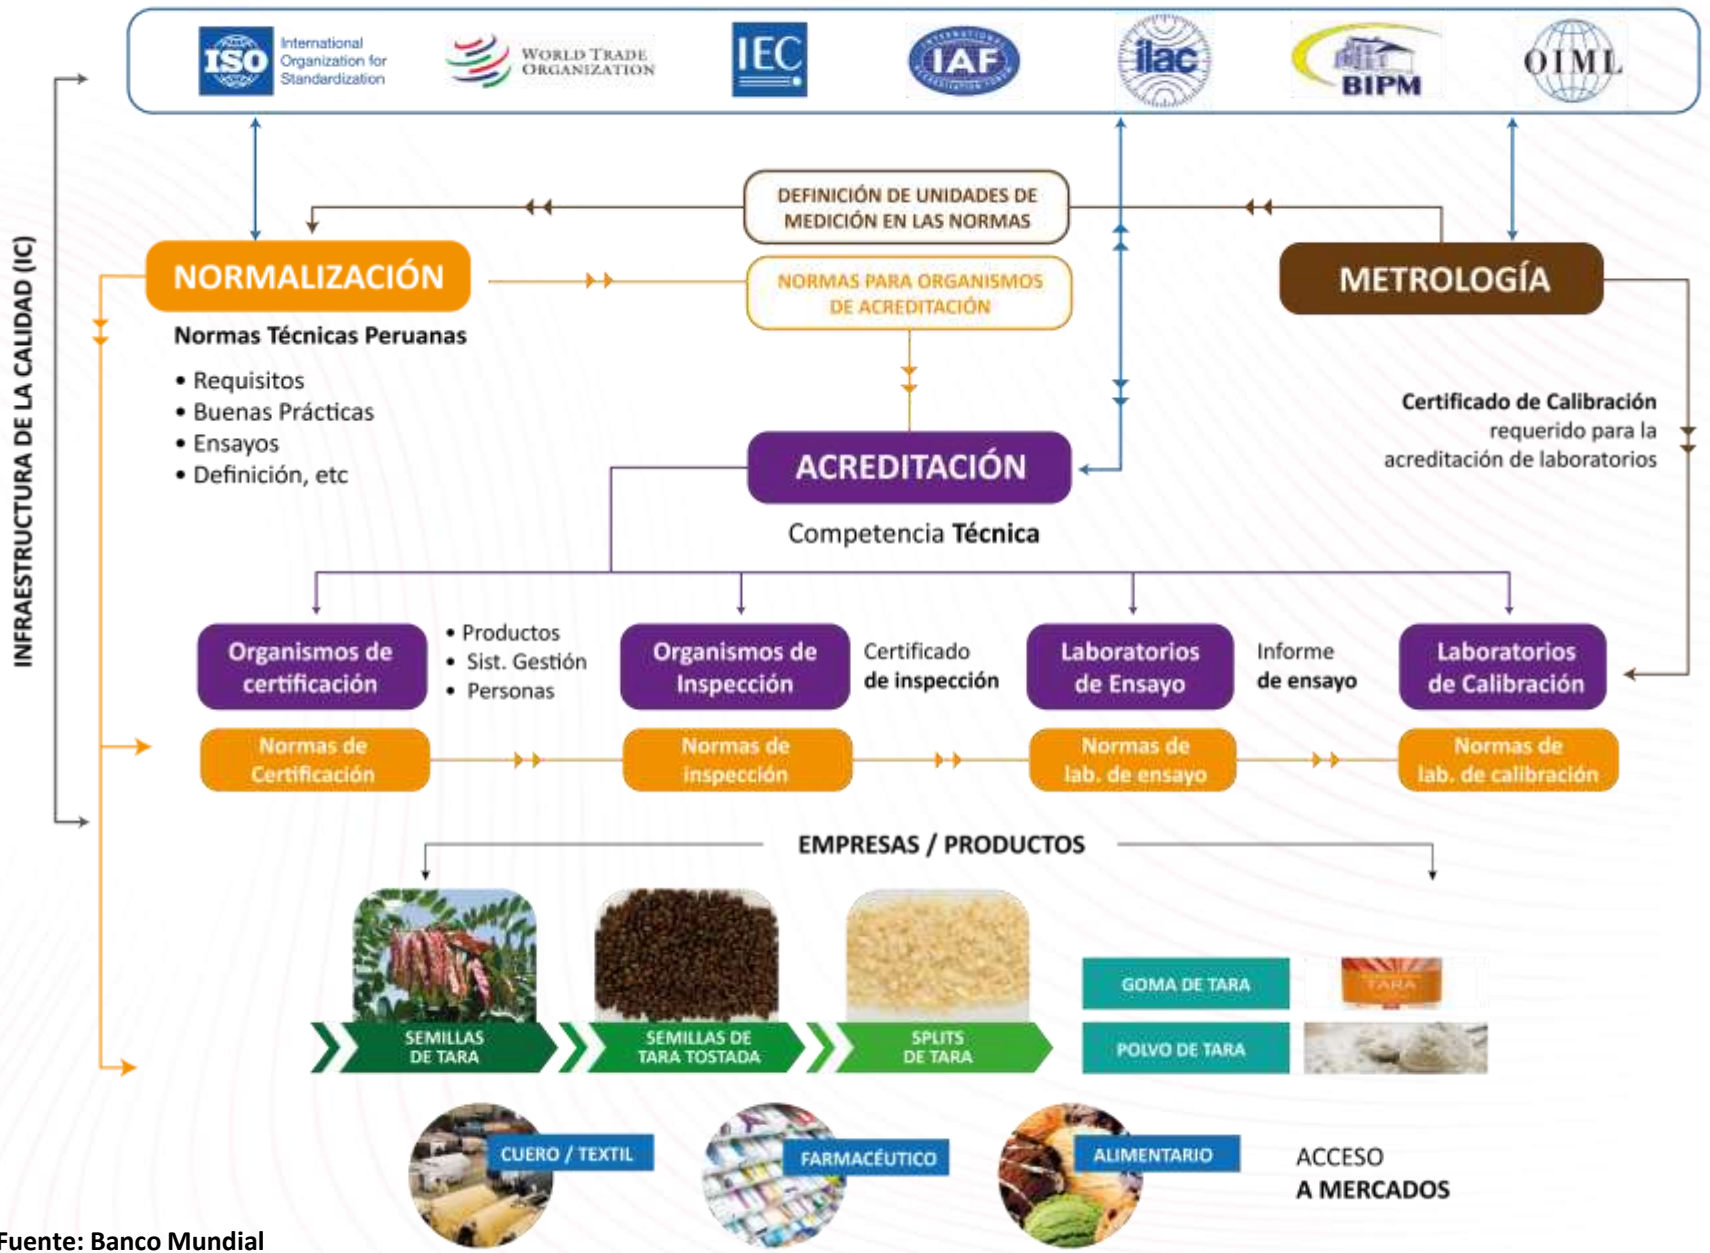 ISO
International
Organization for
Standardization
WORLD TRADE
ORGANIZATION
IEC
INTERNATIONAL
IAF
ilac
BIPM
OIML
INFRAESTRUCTURA DE LA CALIDAD (IC)
DEFINICIÓN DE UNIDADES DE
MEDICIÓN EN LAS NORMAS
NORMALIZACIÓN
NORMAS PARA ORGANISMOS
DE ACREDITACIÓN
METROLOGÍA
Normas Técnicas Peruanas
• Requisitos
• Buenas Prácticas
• Ensayos
• Definición, etc
Certificado de Calibración
requerido para la
acreditación de laboratorios
ACREDITACIÓN
Competencia Técnica
Organismos de
certificación
• Productos
• Sist. Gestión
• Personas
Organismos de
Inspección
Certificado
de inspección
Laboratorios
de Ensayo
Informe
de ensayo
Laboratorios
de Calibración
Normas de
Certificación
Normas de
inspección
Normas de
lab. de ensayo
Normas de
lab. de calibración
EMPRESAS / PRODUCTOS
SEMILLAS
DE TARA
SEMILLAS DE
TARA TOSTADA
SPLITS
DE TARA
GOMA DE TARA
TARA
POLVO DE TARA
CUERO / TEXTIL
FARMACÉUTICO
ALIMENTARIO
ACCESO
A MERCADOS
Fuente: Banco Mundial